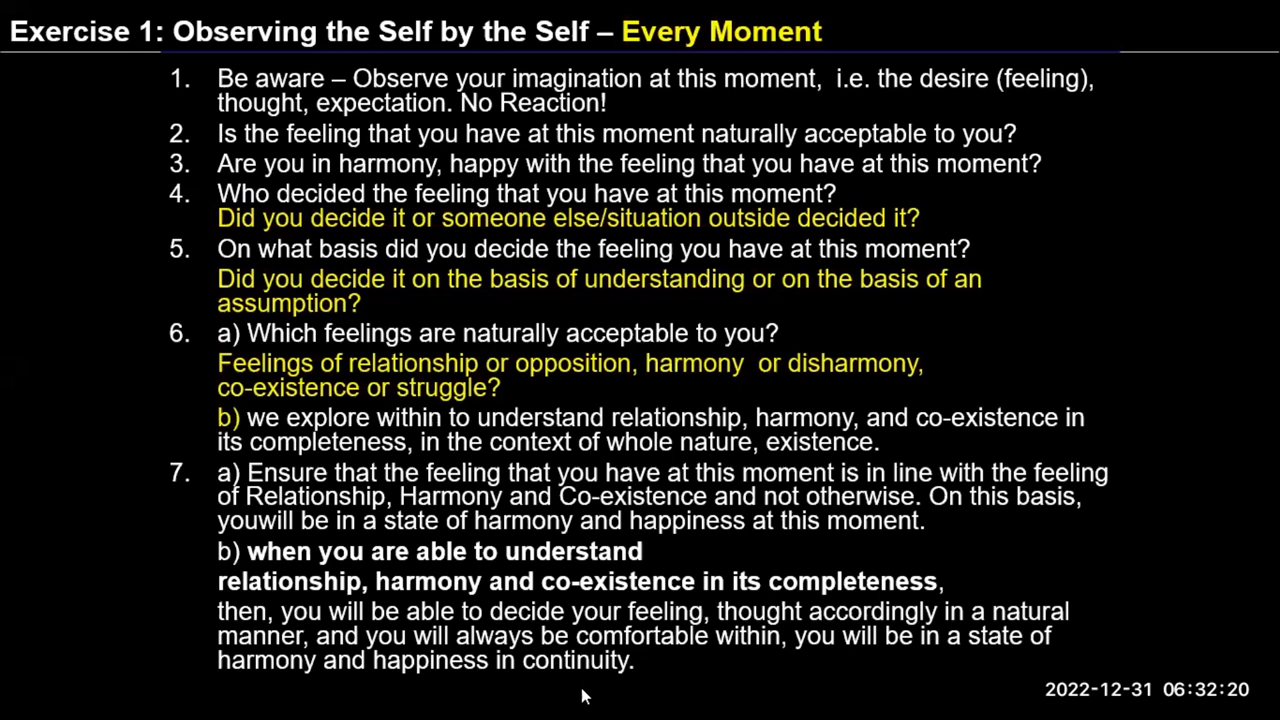 Exercise 1: Observing the Self by the Self – Every Moment
1. Be aware – Observe your imagination at this moment, i.e. the desire (feeling),
thought, expectation. No Reaction!
2. Is the feeling that you have at this moment naturally acceptable to you?
3. Are you in harmony, happy with the feeling that you have at this moment?
4. Who decided the feeling that you have at this moment?
Did you decide it or someone else/situation outside decided it?
5. On what basis did you decide the feeling you have at this moment?
Did you decide it on the basis of understanding or on the basis of an
assumption?
6. a) Which feelings are naturally acceptable to you?
Feelings of relationship or opposition, harmony or disharmony,
co-existence or struggle?
b) we explore within to understand relationship, harmony, and co-existence in
its completeness, in the context of whole nature, existence.
7. a) Ensure that the feeling that you have at this moment is in line with the feeling
of Relationship, Harmony and Co-existence and not otherwise. On this basis,
youwill be in a state of harmony and happiness at this moment.
b) when you are able to understand
relationship, harmony and co-existence in its completeness,
then, you will be able to decide your feeling, thought accordingly in a natural
manner, and you will always be comfortable within, you will be in a state of
harmony and happiness in continuity.
2022-12-31 06:32:20